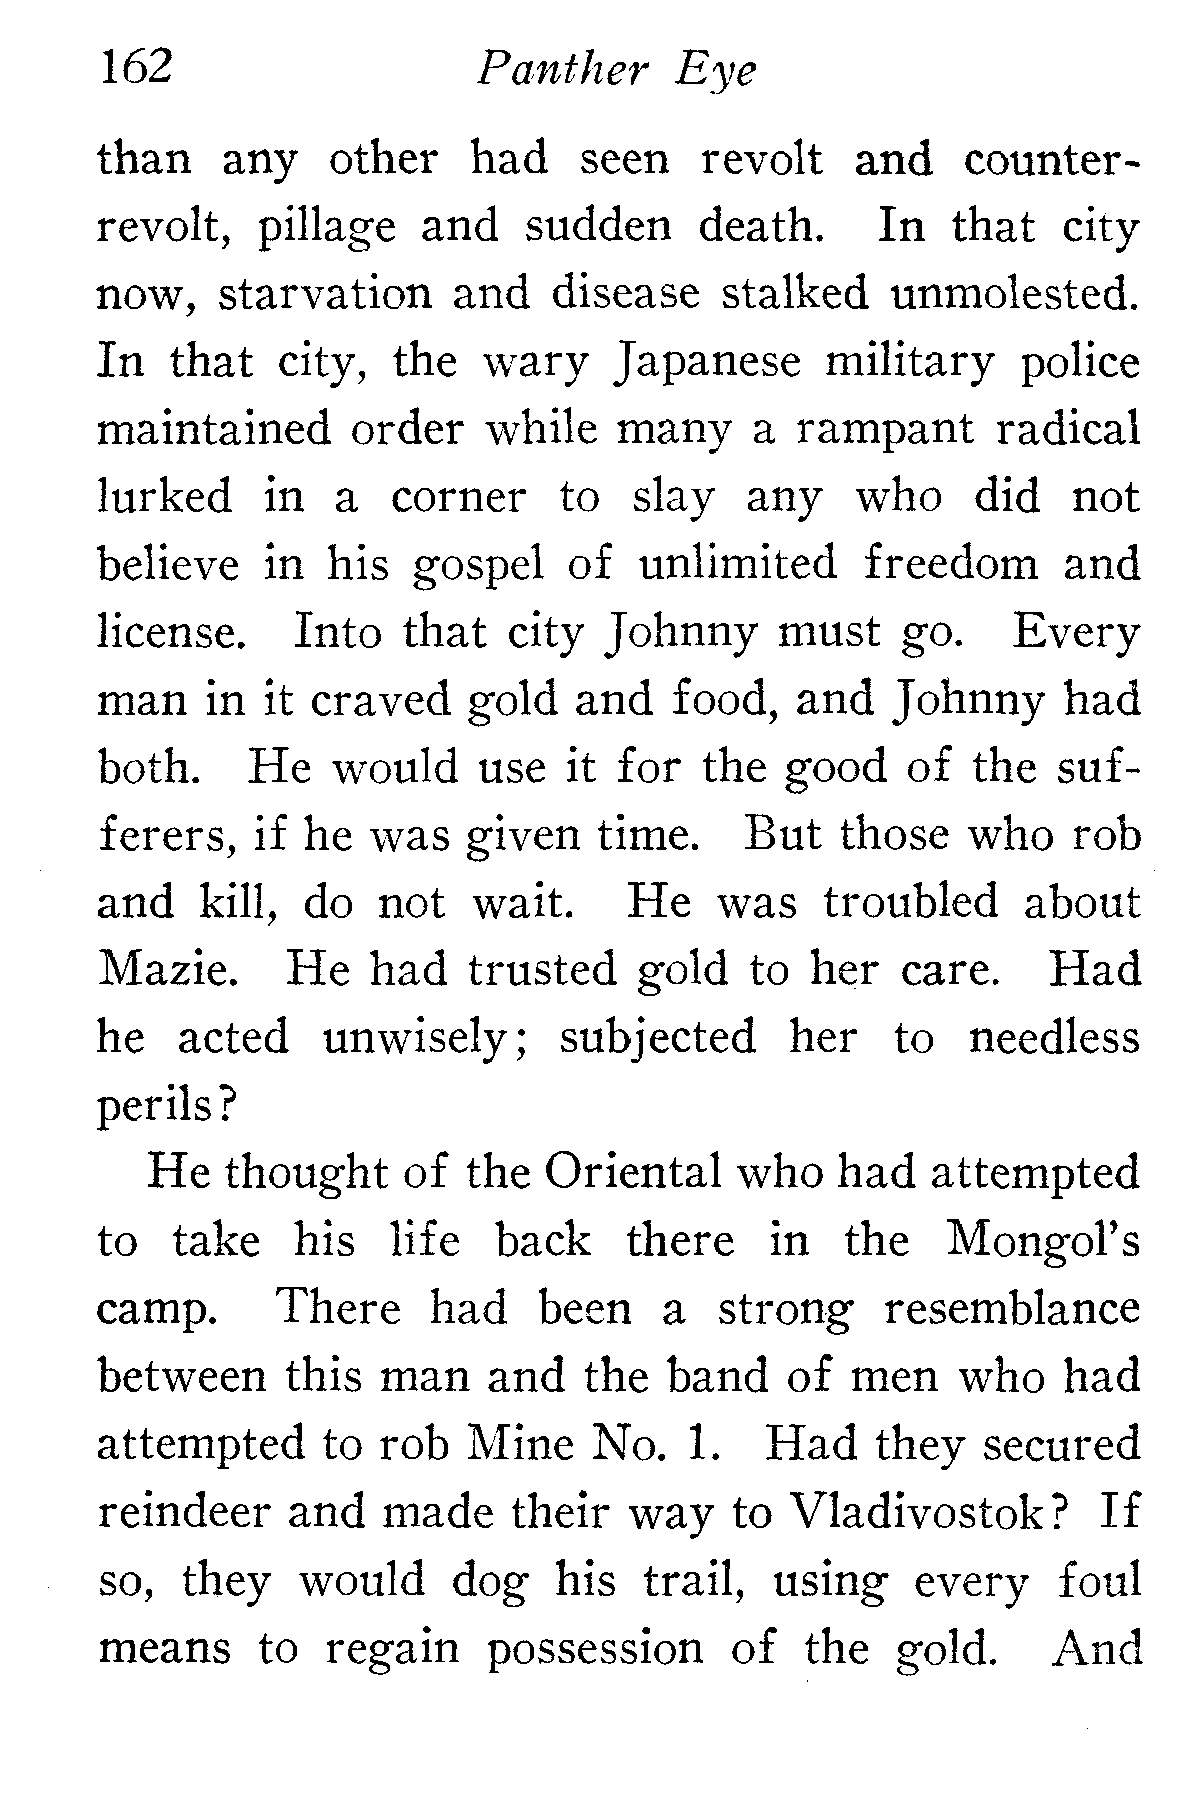 162 Panther Eye
than any other had seen revolt and counter-
revolt, pillage and sudden death. In that city
now, starvation and disease stalked unmolested.
In that city, the wary Japanese military police
maintained order while many a rampant radical
lurked in a corner to slay any who did not
believe in his gospel of unlimited freedom and
license. Into that city Johnny must go. Every
man in it craved gold and food, and Johnny had
both. He would use it for the good of the suf-
ferers, if he was given time. But those who rob
and kill, do not wait. He was troubled about
Mazie. He had trusted gold to her care. Had
he acted unwisely; subjected her to needless
perils?
He thought of the Oriental who had attempted
to take his life back there in the Mongol's
camp. There had been a strong resemblance
between this man and the band of men who had
attempted to rob Mine No. 1. Had they secured
reindeer and made their way to Vladivostok? If
so, they would dog his trail, using every foul
means to regain possession of the gold. And